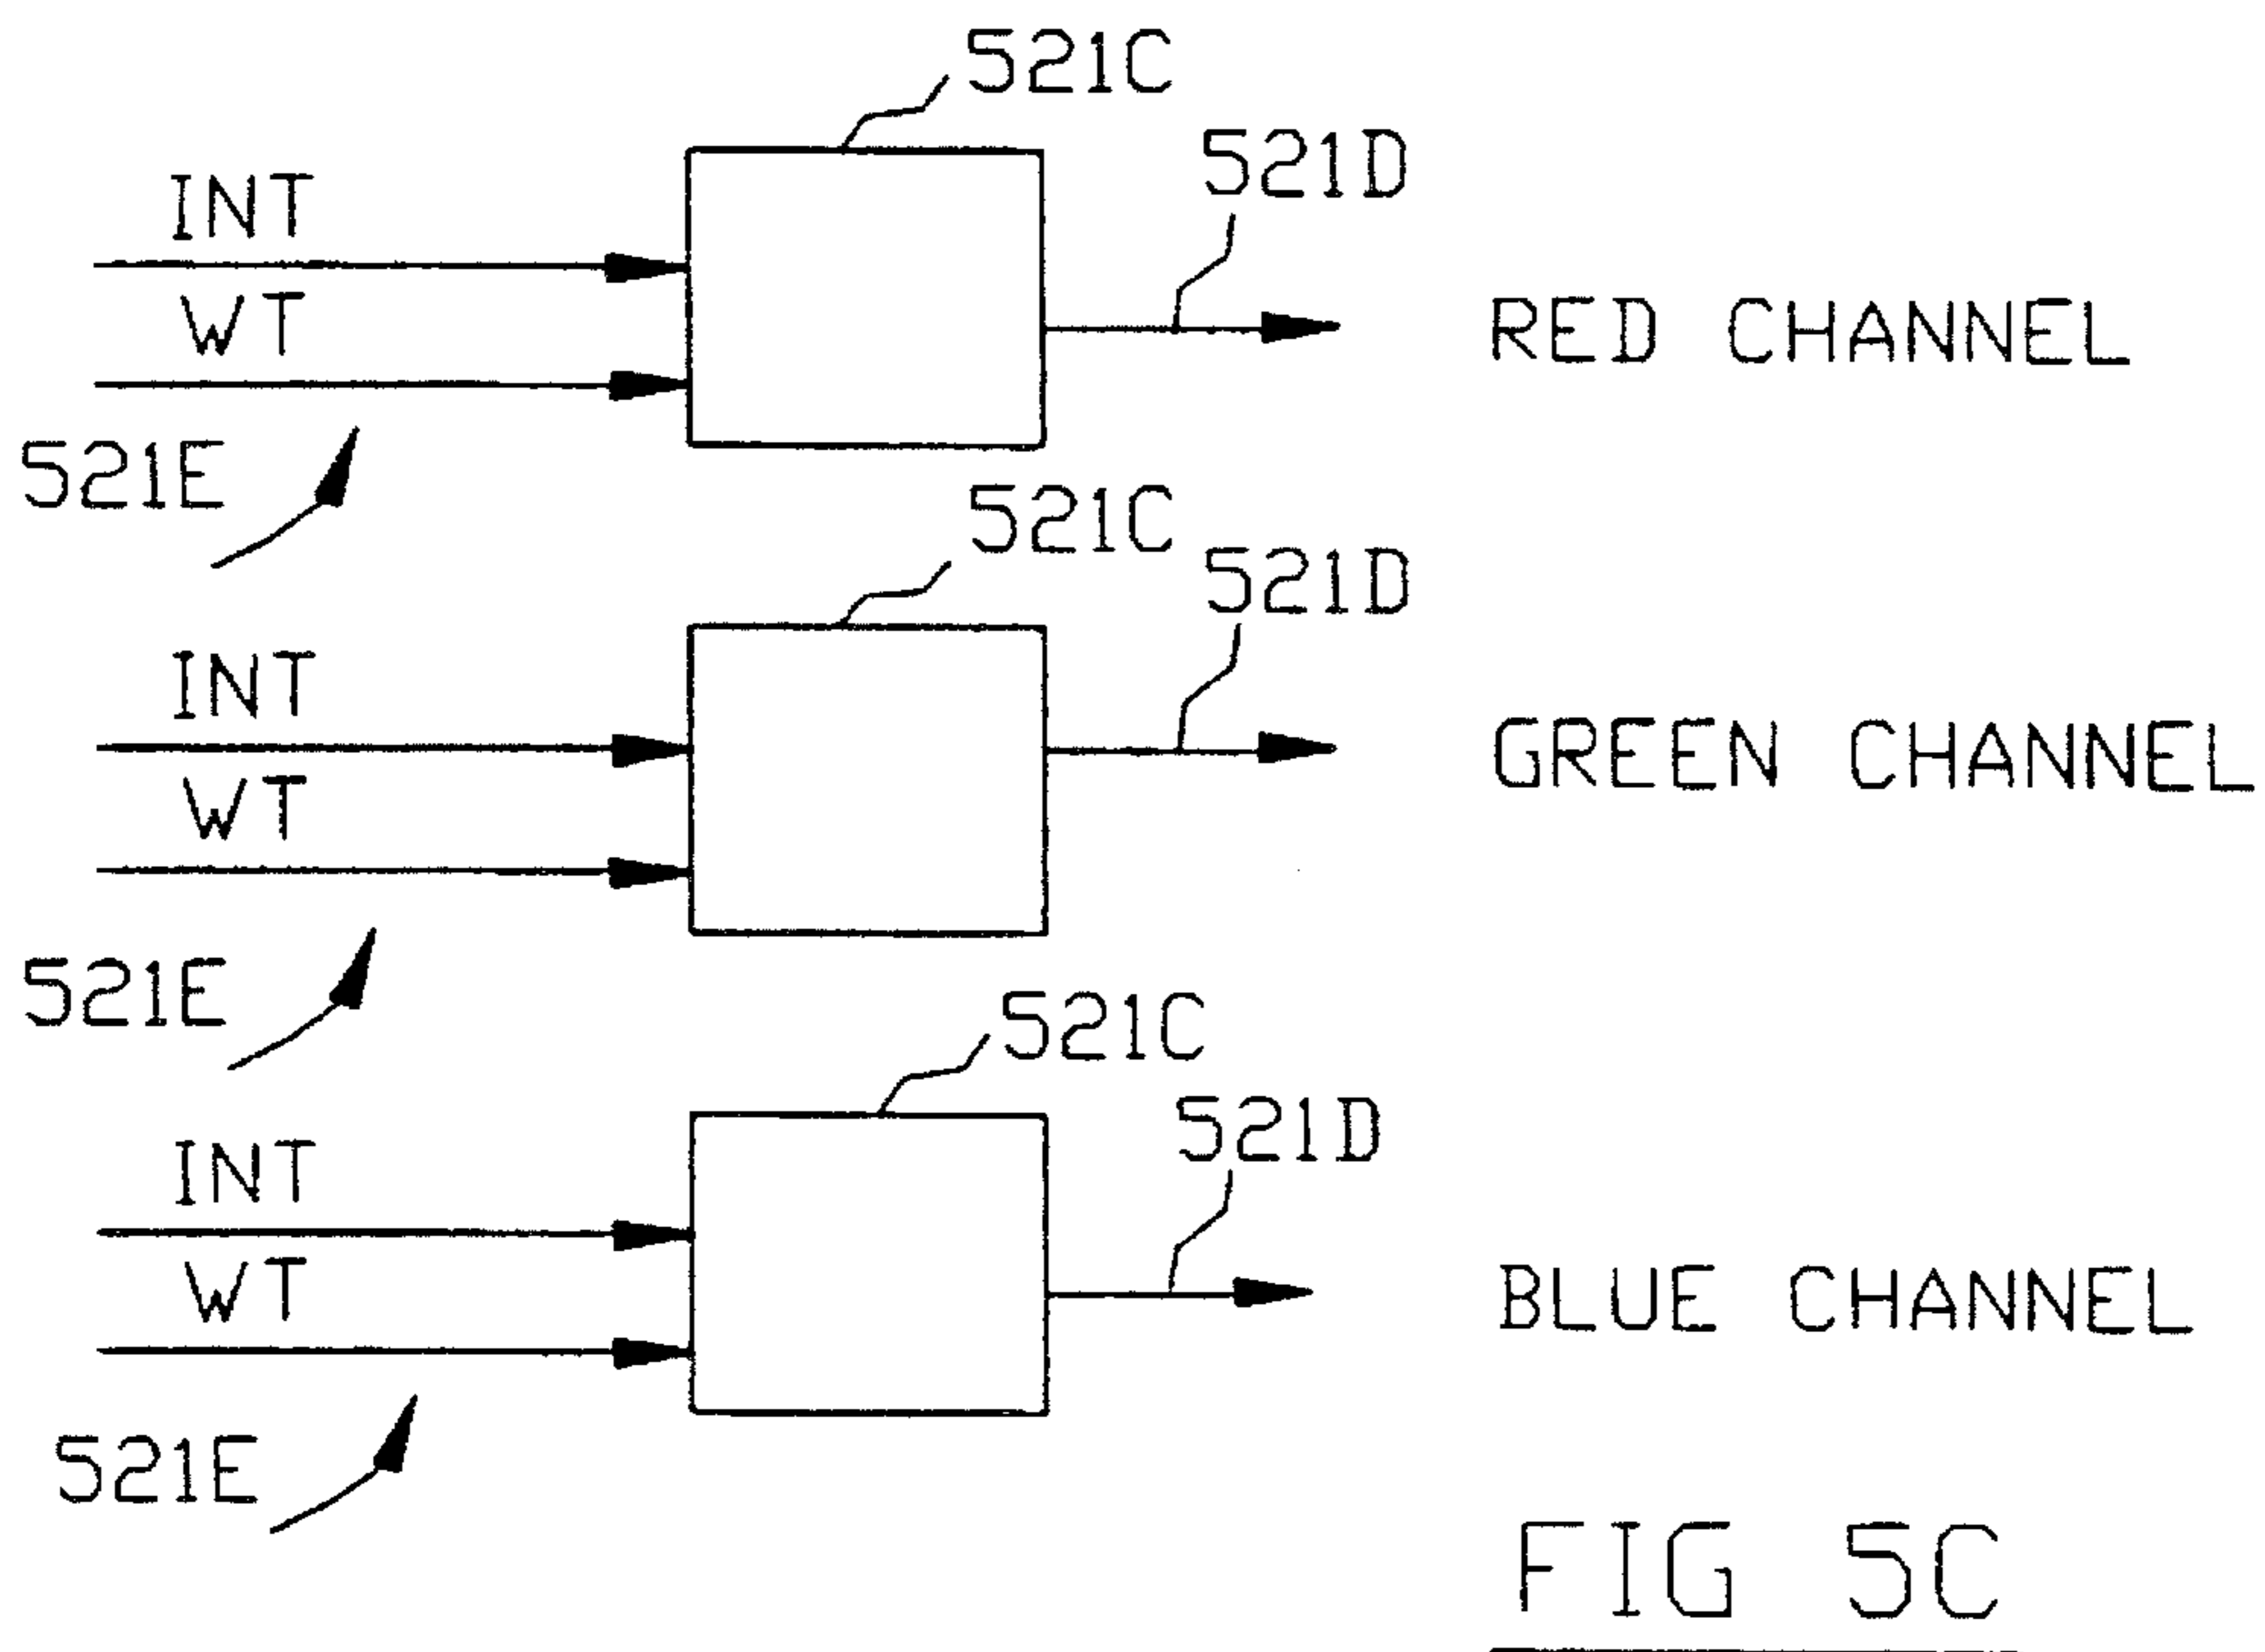 521C
521D
INT
WT
RED CHANNEL
521E
521C
521D
INT
WT
GREEN CHANNEL
521E
521C
521D
INT
WT
BLUE CHANNEL
521E
FIG 5C